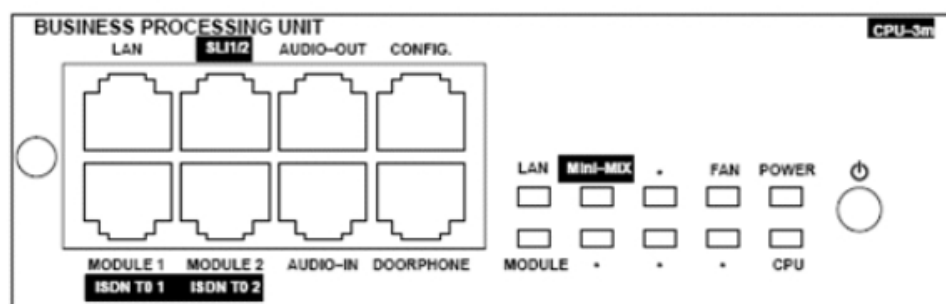 BUSINESS PROCESSING UNIT
CPU-3m
LAN SLI1/2 AUDIO-OUT CONFIG.
LAN Mini-MIX • FAN POWER
MODULE 1 MODULE 2 AUDIO-IN DOORPHONE
MODULE • • • CPU
ISDN T0 1 ISDN T0 2